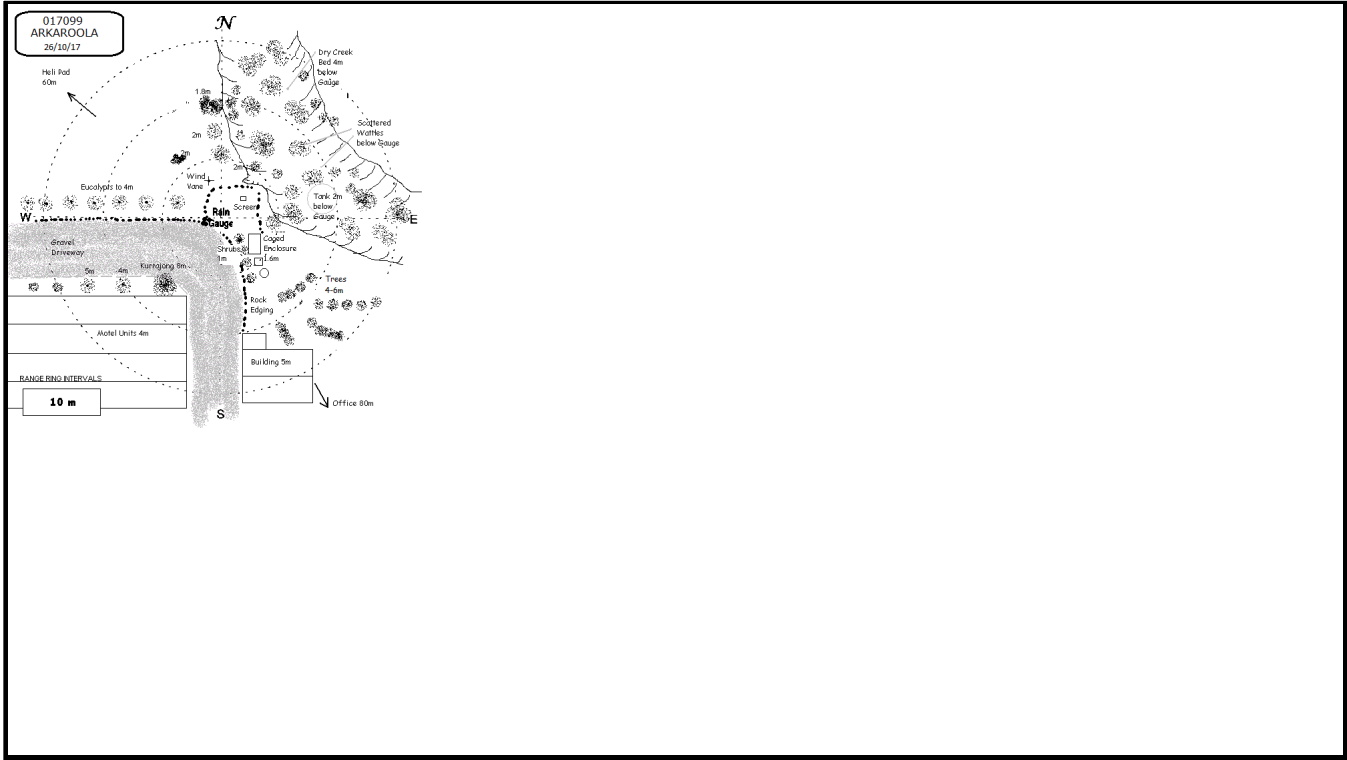 017099
ARKAROOLA
26/10/17
N
Dry Creek
Bed 4m
below
Gauge
Heli Pad
60m
1.8m
Scattered
Wattles
below Gauge
2m
2m
2m
Wind
Vane
Eucalypts to 4m
Screen
Tank 2m
below
Gauge
W
Rain
Gauge
E
Gravel
Driveway
Shrubs
1m
Caged
Enclosure
1.6m
5m
4m
Kurrajong 8m
Trees
4-6m
Rock
Edging
Motel Units 4m
Building 5m
RANGE RING INTERVALS
10 m
Office 80m
S